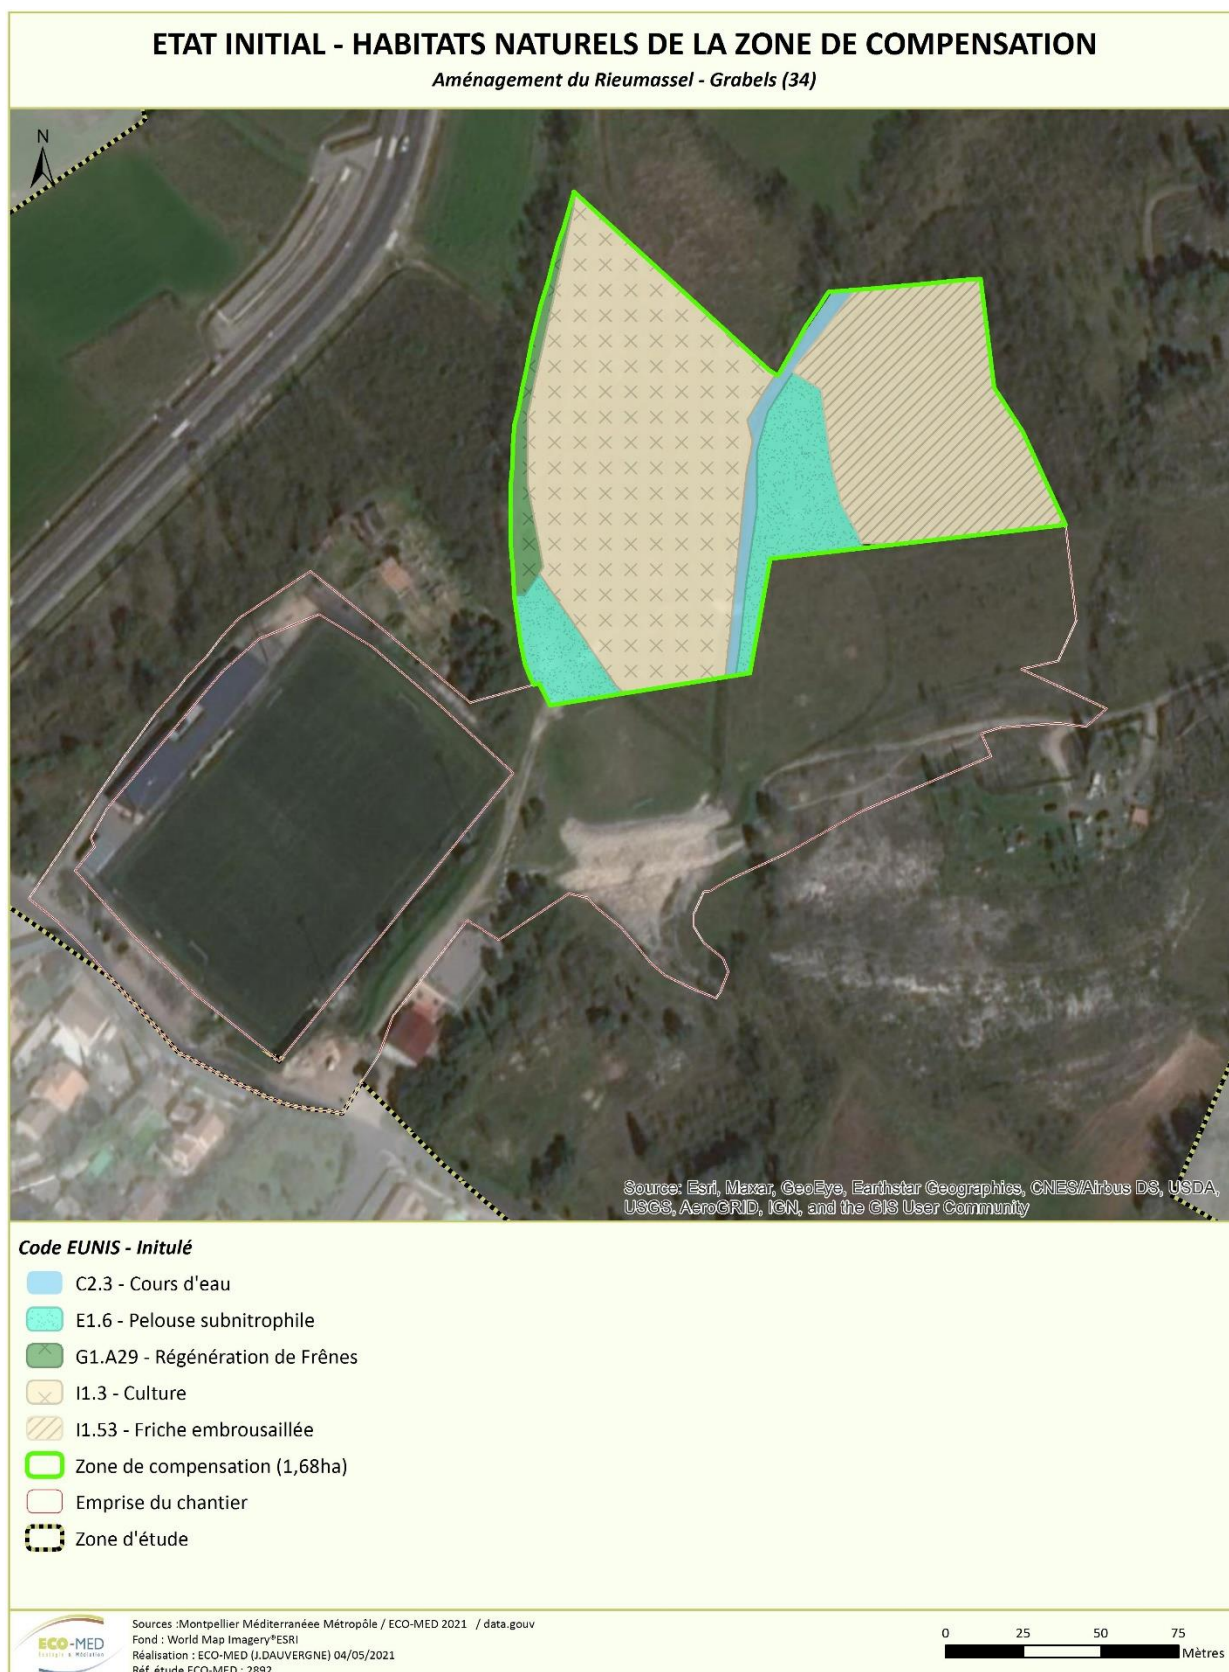 ETAT INITIAL - HABITATS NATURELS DE LA ZONE DE COMPENSATION
Aménagement du Rieumassel - Grabels (34)
N
Source: Esri, Maxar, GeoEye, Earthstar Geographics, CNES/Airbus DS, USDA,
USGS, AeroGRID, IGN, and the GIS User Community
Code EUNIS - Initulé
C2.3 - Cours d'eau
E1.6 - Pelouse subnitrophile
G1.A29 - Régénération de Frênes
I1.3 - Culture
I1.53 - Friche embrousaillée
Zone de compensation (1,68ha)
Emprise du chantier
Zone d'étude
ECO-MED
Ecologie & Médiation
Sources :Montpellier Méditerranéee Métropôle / ECO-MED 2021 / data.gouv
Fond : World Map Imagery®ESRI
Réalisation : ECO-MED (J.DAUVERGNE) 04/05/2021
Réf. étude ECO-MED : 2892
0 25 50 75
Mètres